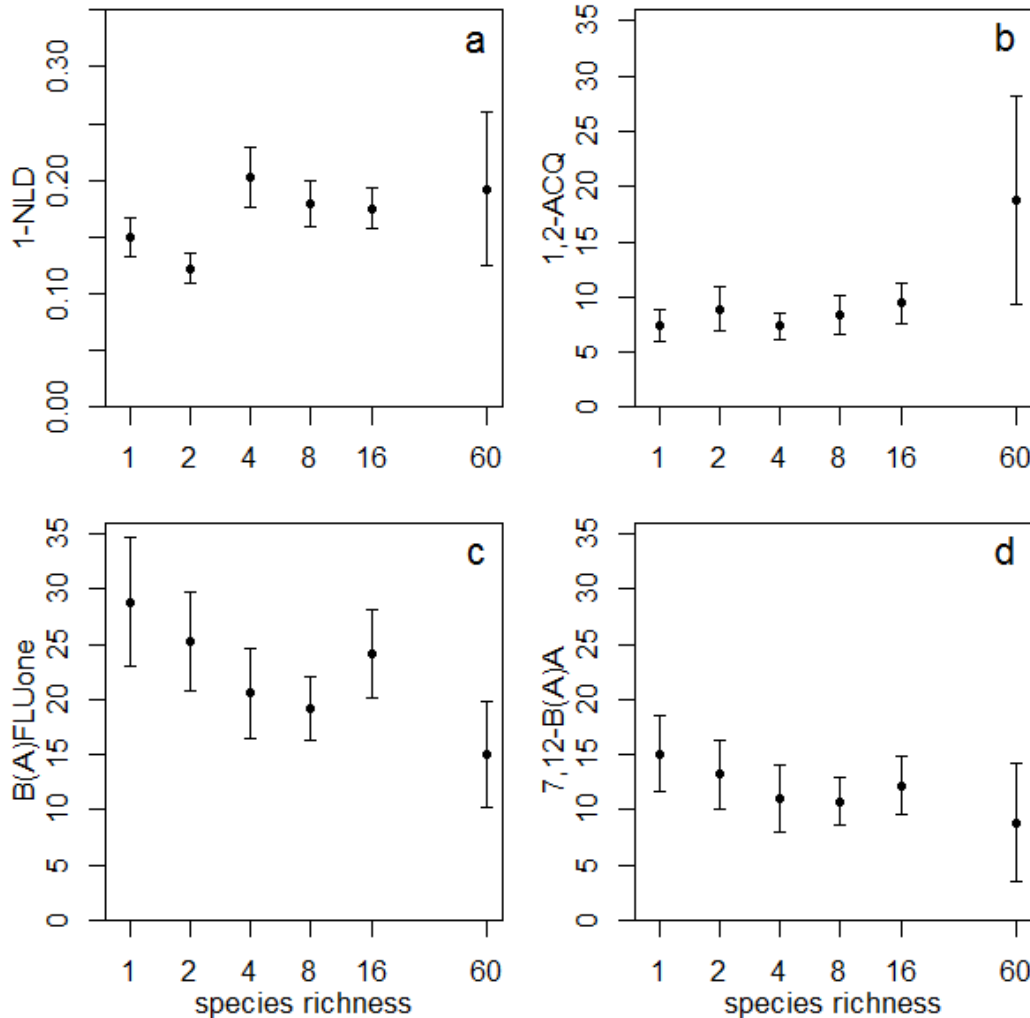 a
1-NLD
0.00 0.10 0.20 0.30
1 2 4 8 16 60
b
1,2-ACQ
0 5 10 15 20 25 30 35
1 2 4 8 16 60
c
B(A)FLUone
0 5 10 15 20 25 30 35
1 2 4 8 16 60
species richness
d
7,12-B(A)A
0 5 10 15 20 25 30 35
1 2 4 8 16 60
species richness